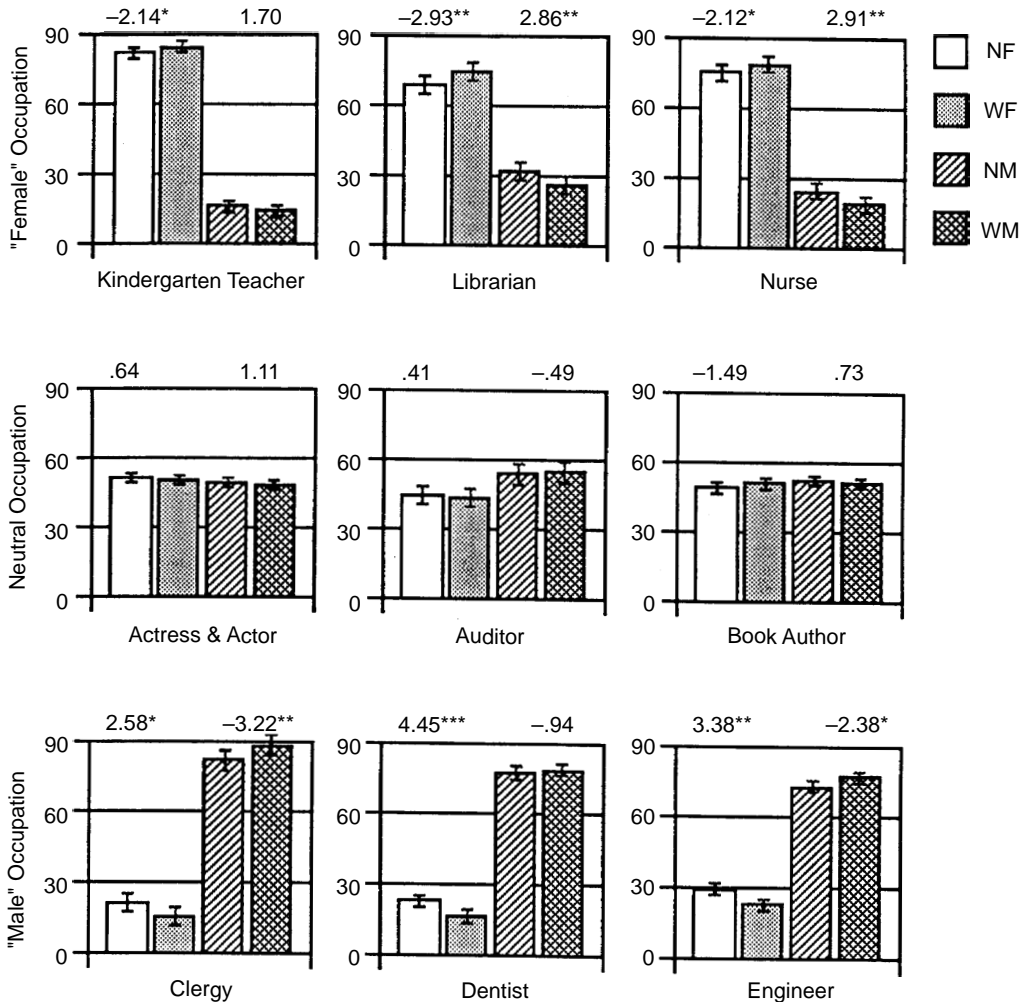 –2.14* 1.70 –2.93** 2.86** –2.12* 2.91**
90 90 90 NF
60 60 60 WF
30 30 30 NM
0 0 0 WM
"Female" Occupation
Kindergarten Teacher Librarian Nurse
.64 1.11 .41 –.49 –1.49 .73
90 90 90
60 60 60
30 30 30
0 0 0
Neutral Occupation
Actress & Actor Auditor Book Author
2.58* –3.22** 4.45*** –.94 3.38** –2.38*
90 90 90
60 60 60
30 30 30
0 0 0
"Male" Occupation
Clergy Dentist Engineer